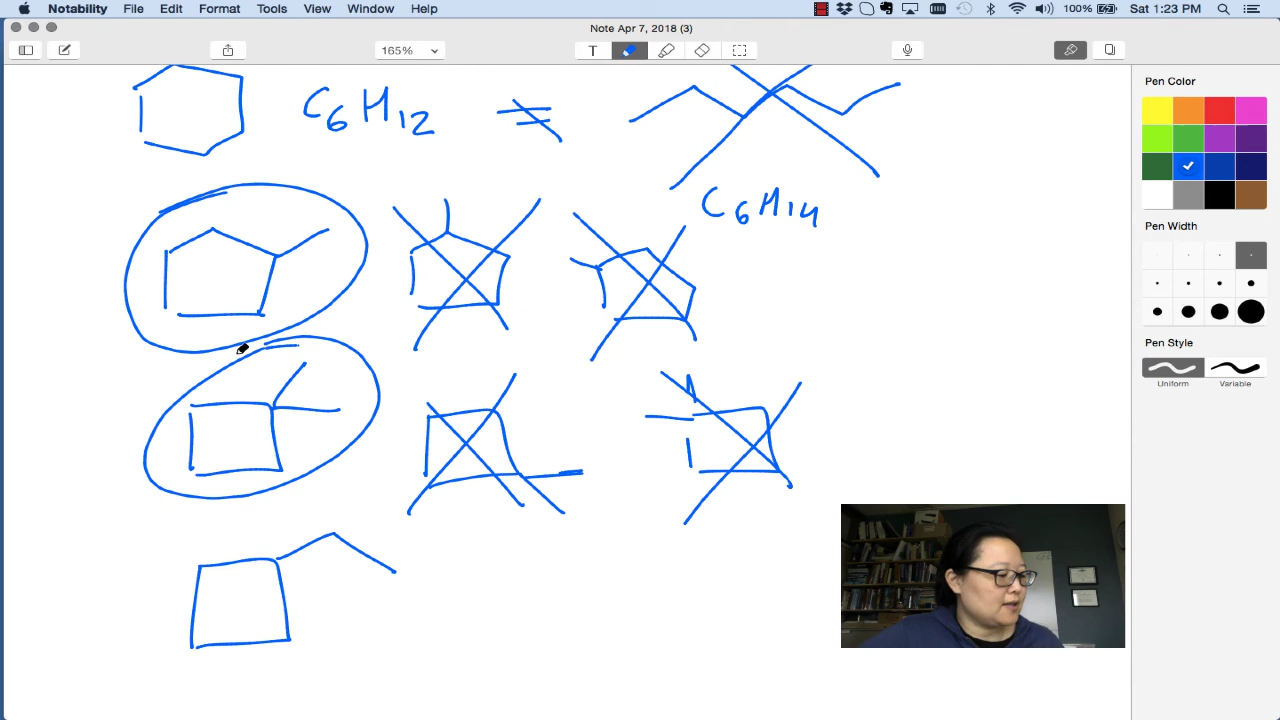 Notability File Edit Format Tools View Window Help 100% Sat 1:23 PM
Note Apr 7, 2018 (3)
165% T
Pen Color
C6H12 ≠
C6H14
Pen Width
Pen Style
Uniform Variable